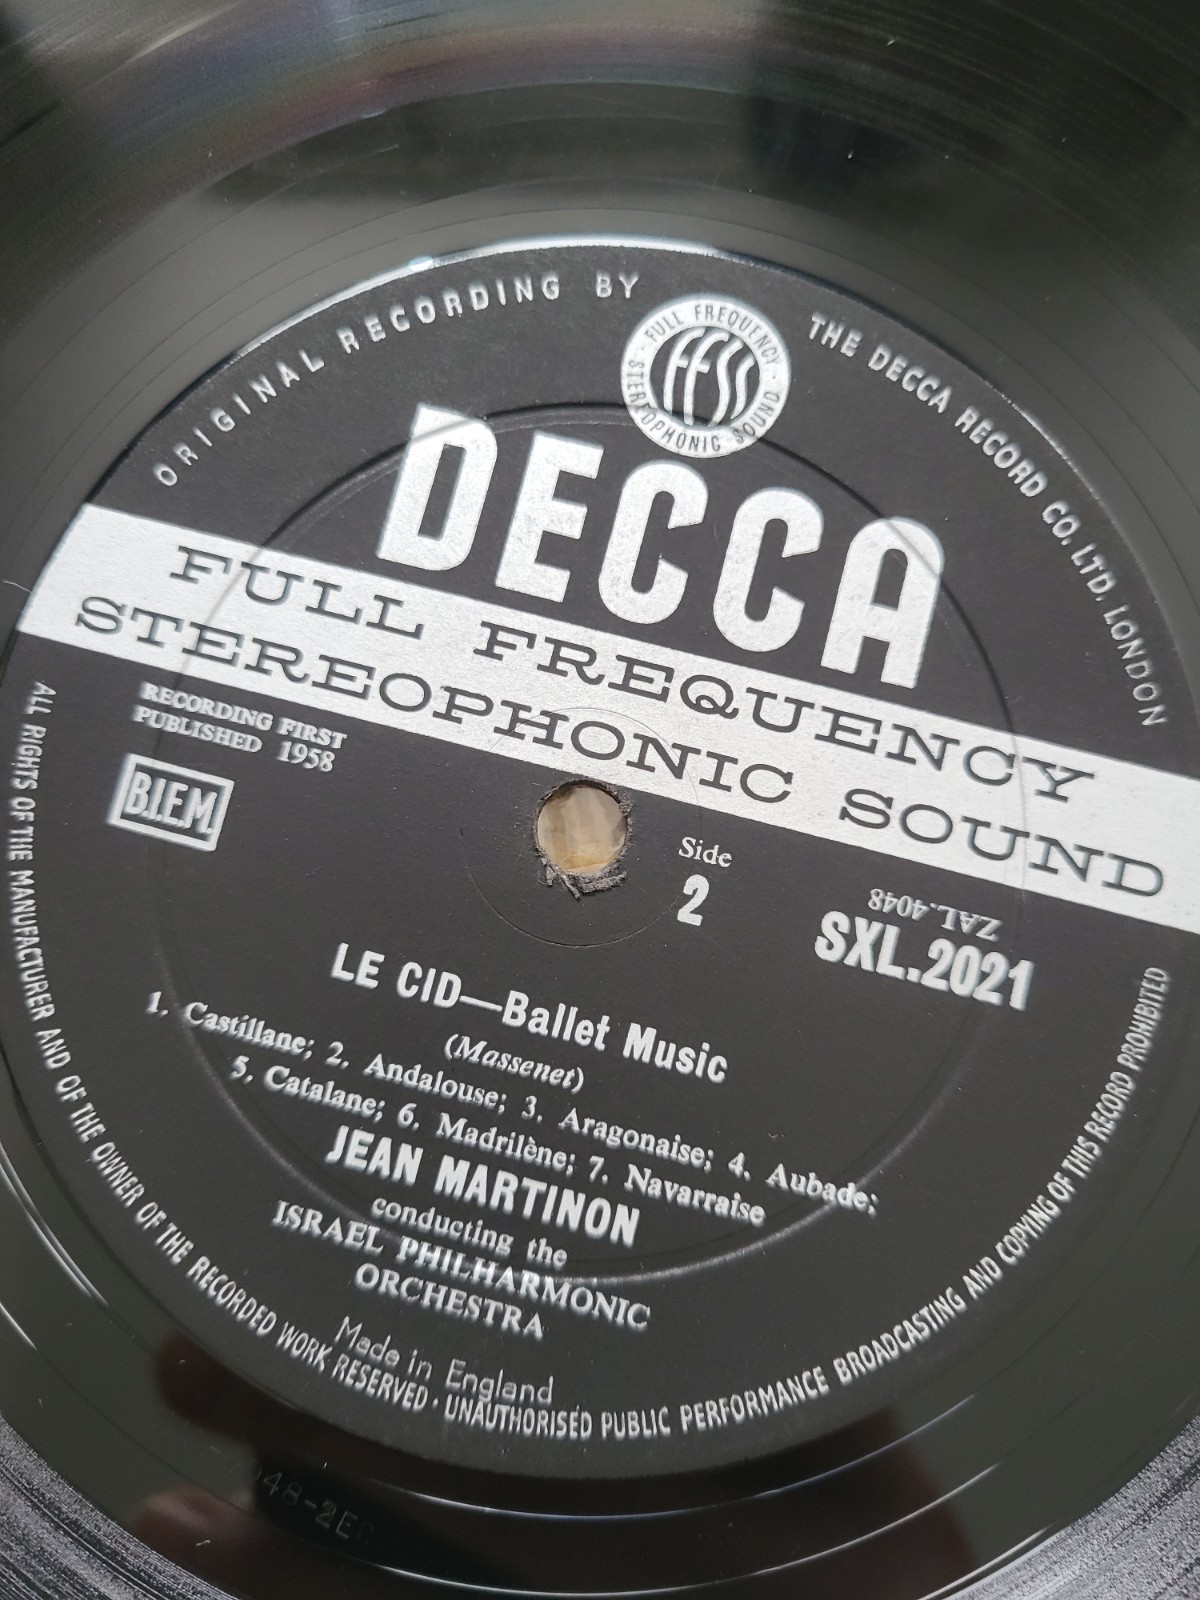 ORIGINAL RECORDING BY THE DECCA RECORD CO. LTD. LONDON
FULL FREQUENCY
FFSS
STEREOPHONIC SOUND
DECCA
FULL FREQUENCY
STEREOPHONIC SOUND
RECORDING FIRST
PUBLISHED 1958
B.I.E.M.
Side
2
ZAL.4048
SXL.2021
LE CID—Ballet Music
(Massenet)
1. Castillane; 2. Andalouse; 3. Aragonaise; 4. Aubade;
5. Catalane; 6. Madrilène; 7. Navarraise
JEAN MARTINON
conducting the
ISRAEL PHILHARMONIC
ORCHESTRA
Made in England
ALL RIGHTS OF THE MANUFACTURER AND OF THE OWNER OF THE RECORDED WORK RESERVED · UNAUTHORISED PUBLIC PERFORMANCE BROADCASTING AND COPYING OF THIS RECORD PROHIBITED
48-2E